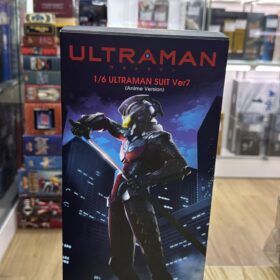 ULTRAMAN
1/6 ULTRAMAN SUIT Ver7
(Anime Version)